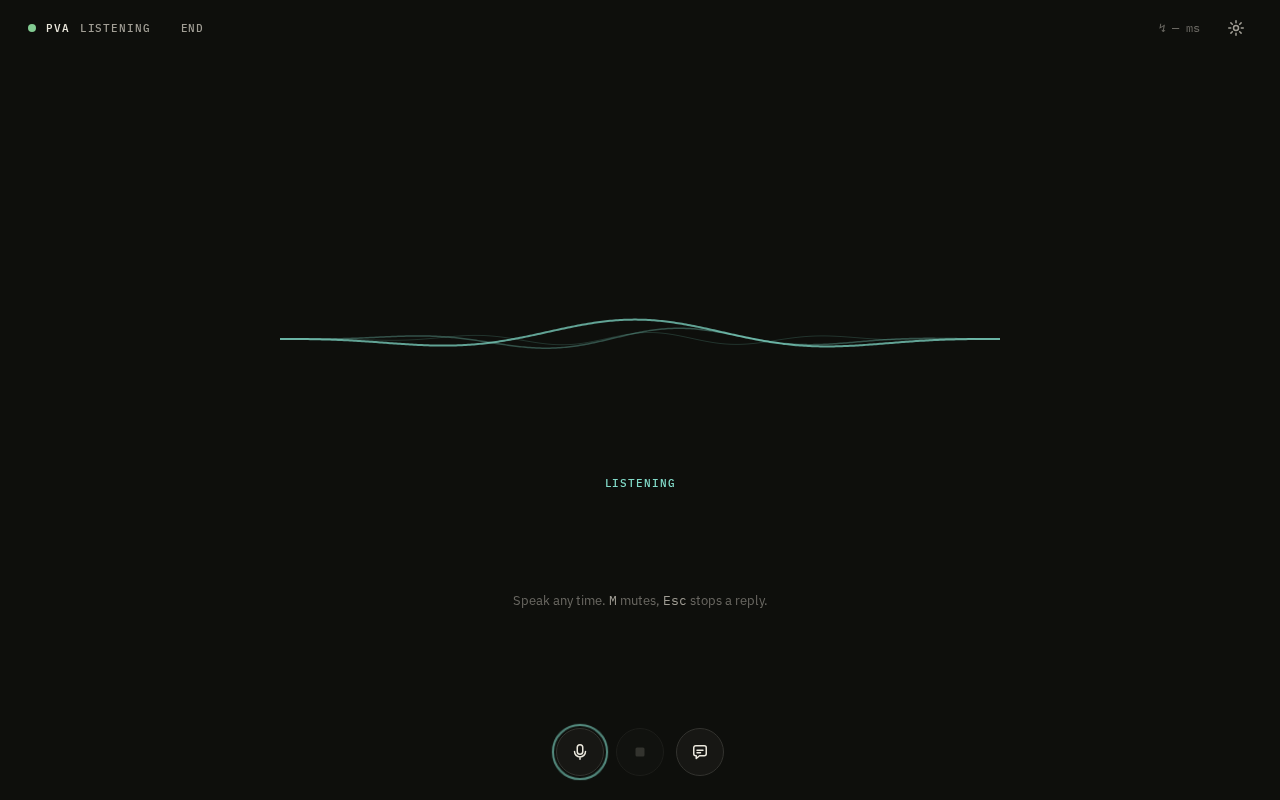 PVA LISTENING END
↯ — ms
LISTENING
Speak any time. M mutes, Esc stops a reply.